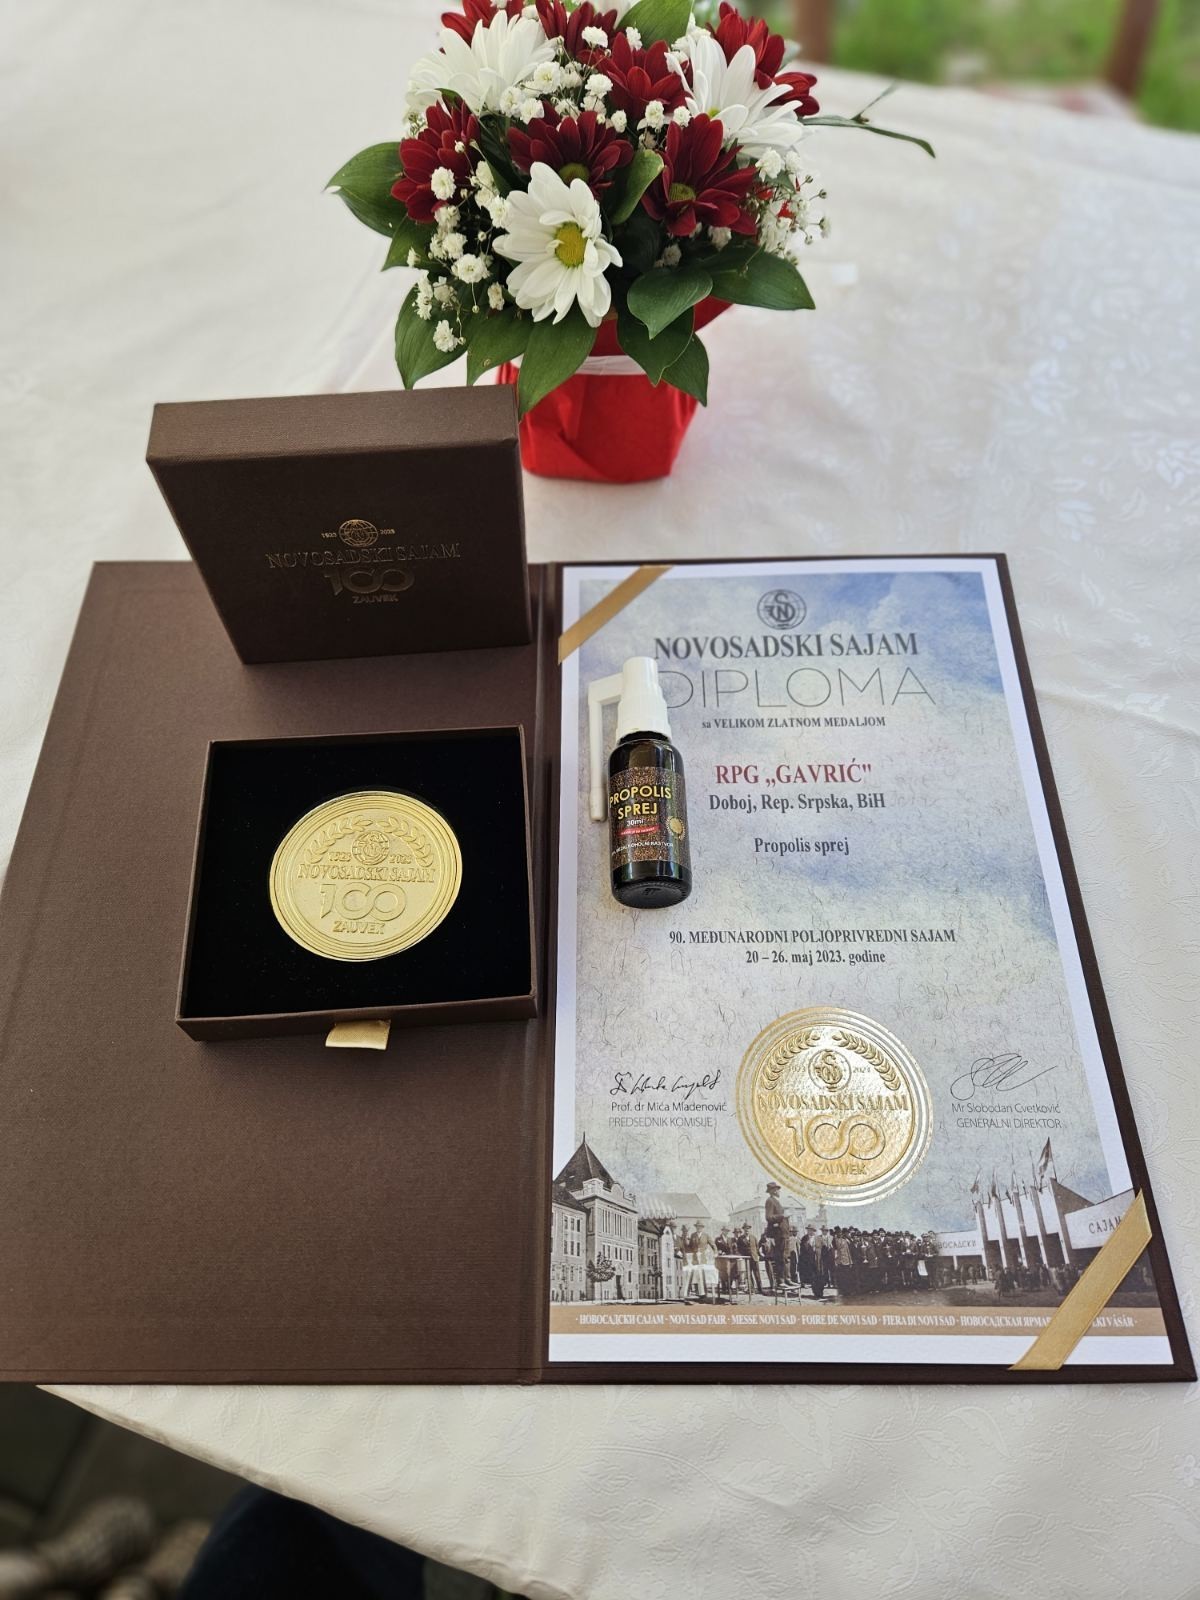 1923 2023
NOVOSADSKI SAJAM
100
ZAUVEK
NOVOSADSKI SAJAM
DIPLOMA
sa VELIKOM ZLATNOM MEDALJOM
RPG „GAVRIĆ"
Doboj, Rep. Srpska, BiH
Propolis sprej
PROPOLIS
SPREJ
30ml
1923 2023
NOVOSADSKI SAJAM
100
ZAUVEK
90. MEĐUNARODNI POLJOPRIVREDNI SAJAM
20 – 26. maj 2023. godine
Prof. dr Mića Mladenović
PREDSEDNIK KOMISIJE
Mr Slobodan Cvetković
GENERALNI DIREKTOR
NOVOSADSKI SAJAM
100
ZAUVEK
САЈАМ
· НОВОСАДСКИ САЈАМ · NOVI SAD FAIR · MESSE NOVI SAD · FOIRE DE NOVI SAD · FIERA DI NOVI SAD · НОВОСАДСКАЯ VÁSÁR ·